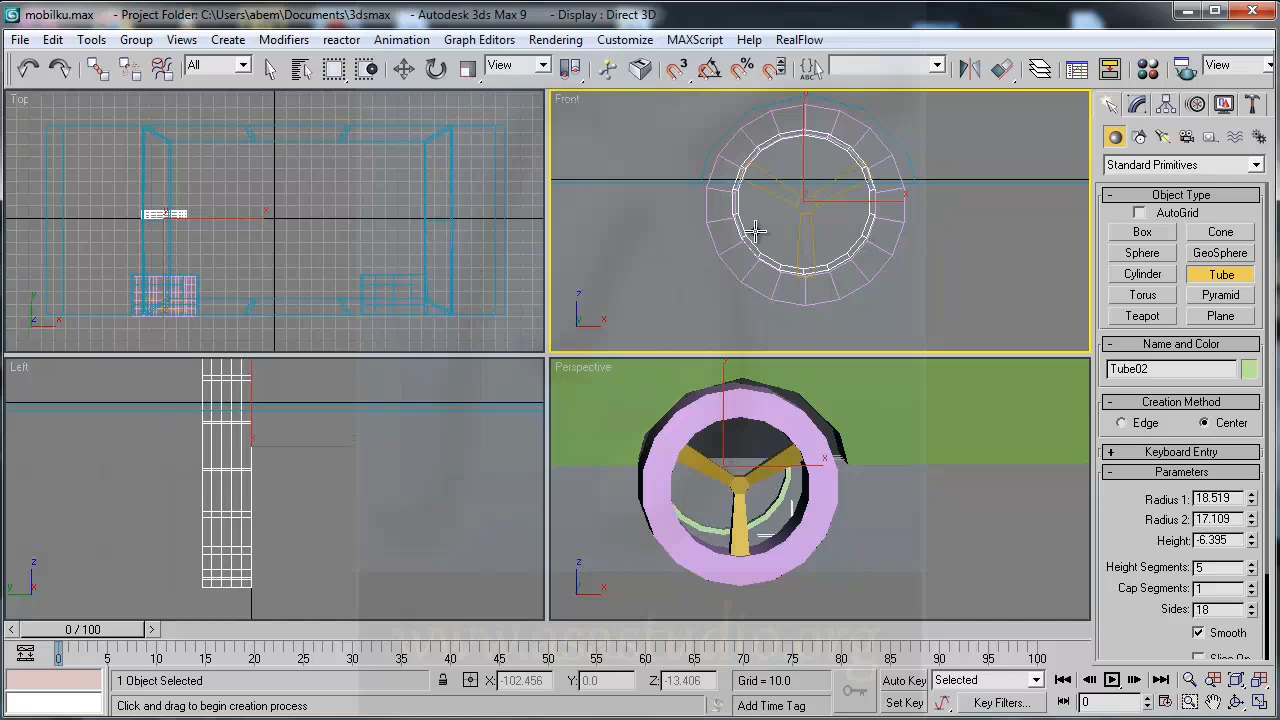 mobilku.max - Project Folder: C:\Users\abem\Documents\3dsmax - Autodesk 3ds Max 9 - Display : Direct 3D
File Edit Tools Group Views Create Modifiers reactor Animation Graph Editors Rendering Customize MAXScript Help RealFlow
All View 3 % ABC View
Top
Front
y
x
z
x
x
y
z
x
Standard Primitives
- Object Type
AutoGrid
Box Cone
Sphere GeoSphere
Cylinder Tube
Torus Pyramid
Teapot Plane
- Name and Color
Tube02
- Creation Method
Edge Center
+ Keyboard Entry
- Parameters
Radius 1: 18.519
Radius 2: 17.109
Height: -6.395
Height Segments: 5
Cap Segments: 1
Sides: 18
Smooth
Slice On
Left
Perspective
x
z
y
z
x
< 0 / 100 >
0 5 10 15 20 25 30 35 40 45 50 55 60 65 70 75 80 85 90 95 100
1 Object Selected X: -102.456 Y: 0.0 Z: -13.406 Grid = 10.0 Auto Key Selected
Click and drag to begin creation process Add Time Tag Set Key Key Filters... 0